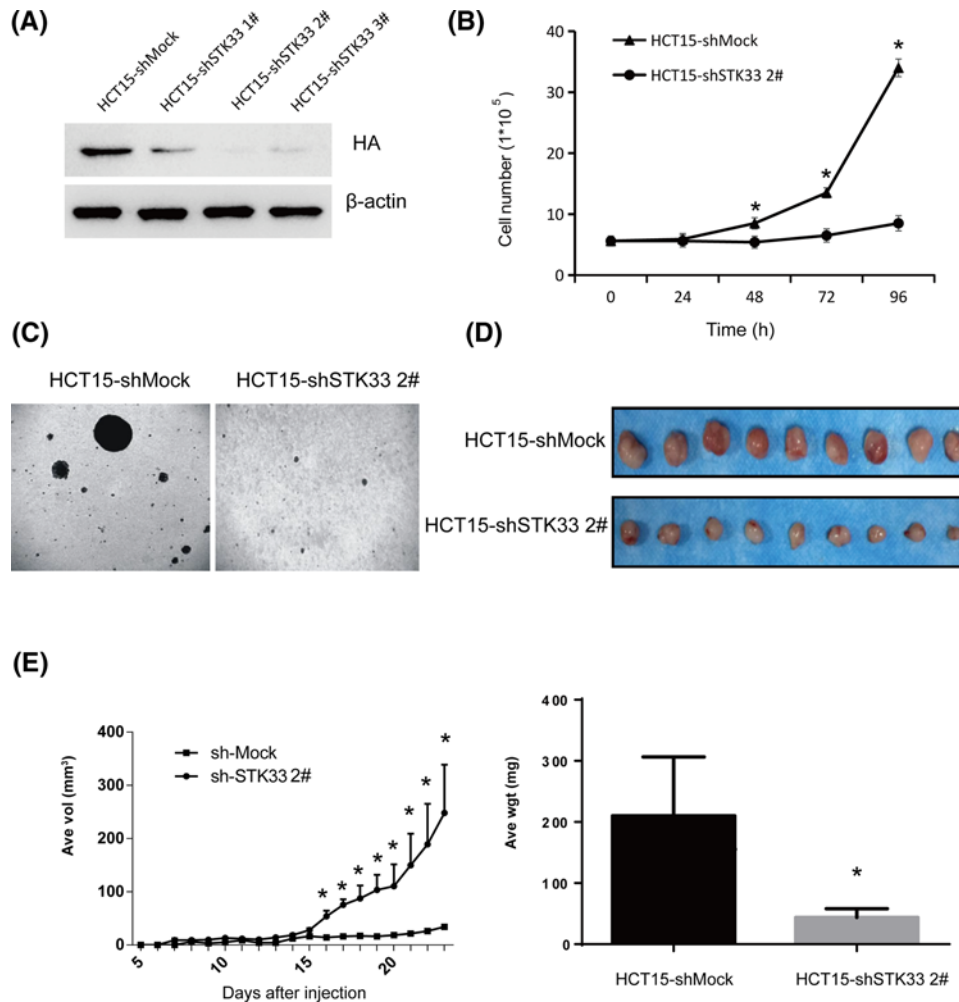 (A)
HCT15-shMock
HCT15-shSTK33 1#
HCT15-shSTK33 2#
HCT15-shSTK33 3#
HA
β-actin
(B)
40
30
20
10
0
Cell number (1*10 5)
HCT15-shMock
HCT15-shSTK33 2#
*
*
*
0 24 48 72 96
Time (h)
(C)
HCT15-shMock HCT15-shSTK33 2#
(D)
HCT15-shMock
HCT15-shSTK33 2#
(E)
400
300
200
100
0
Ave vol (mm³)
sh-Mock
sh-STK33 2#
* * * * * * * *
5 10 15 20
Days after injection
400
300
200
100
0
Ave wgt (mg)
*
HCT15-shMock HCT15-shSTK33 2#